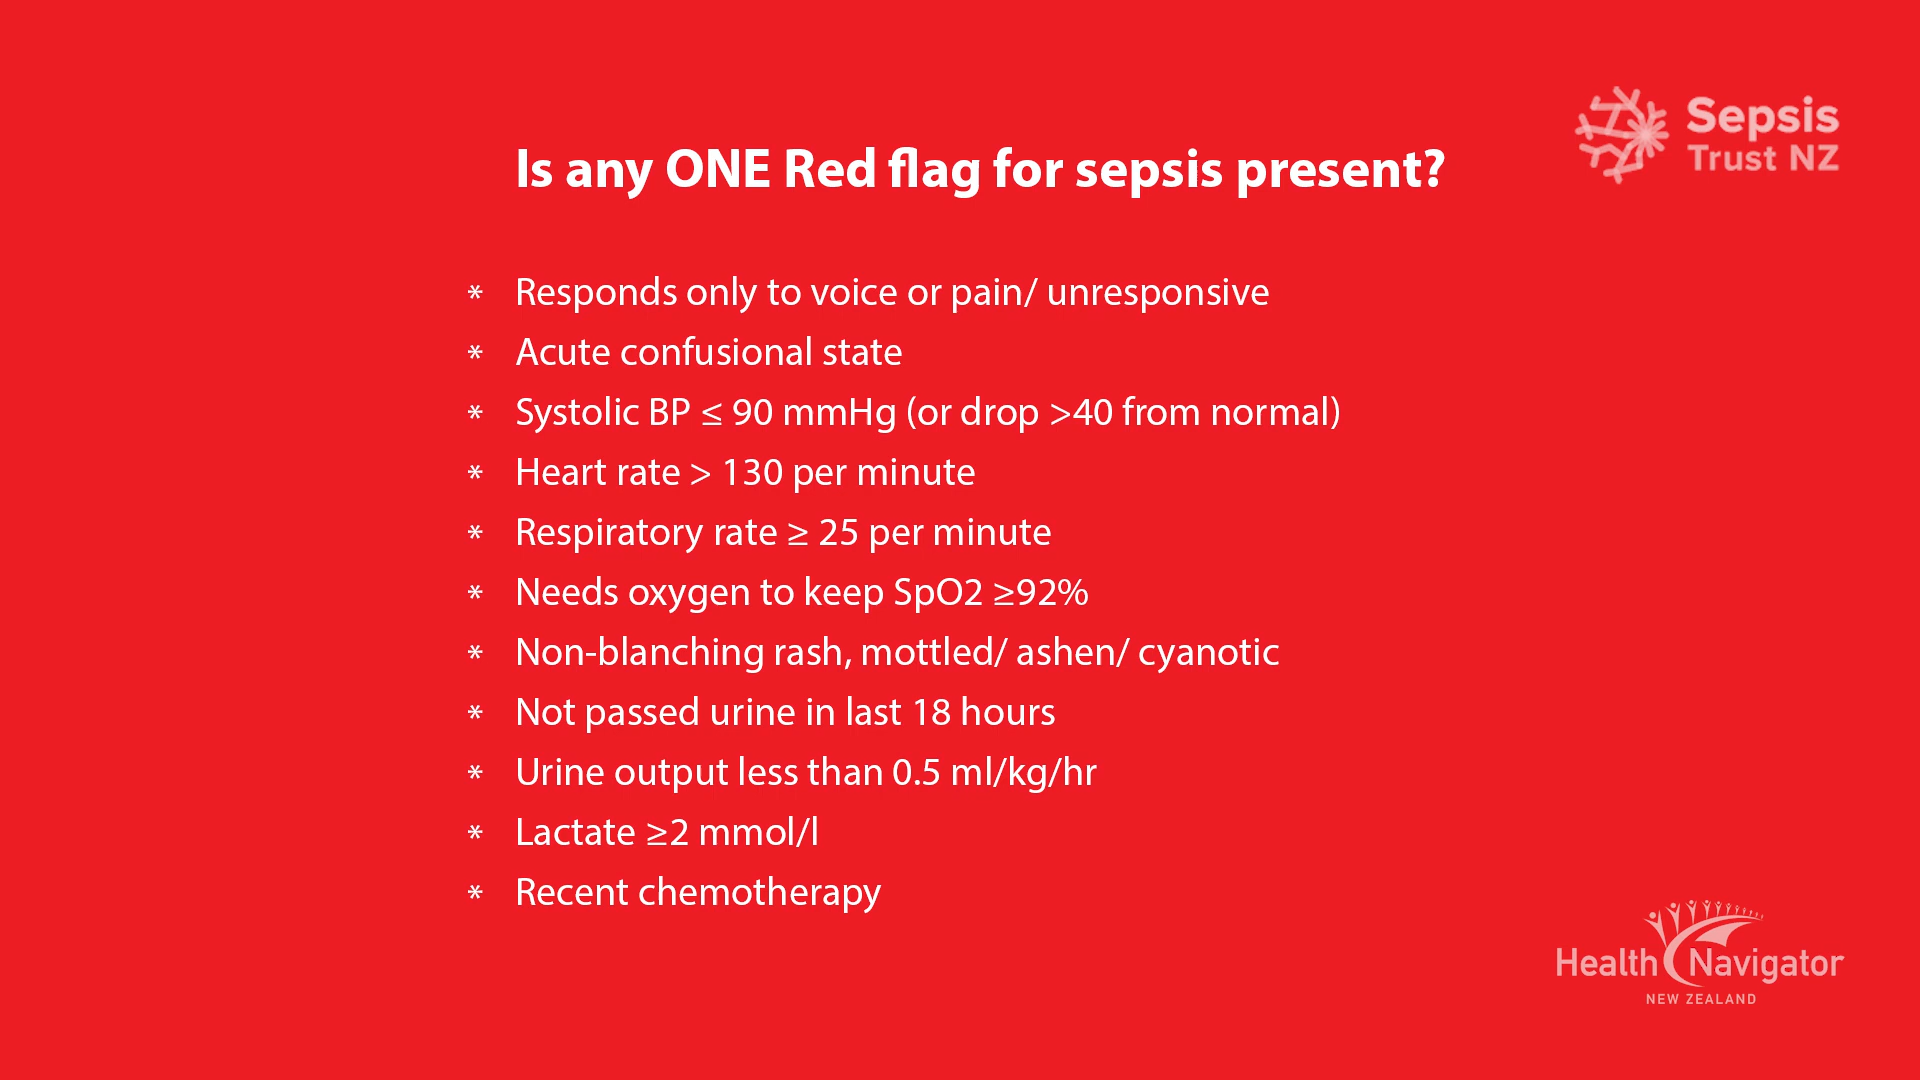 Sepsis
Trust NZ
Is any ONE Red flag for sepsis present?
* Responds only to voice or pain/ unresponsive
* Acute confusional state
* Systolic BP ≤ 90 mmHg (or drop >40 from normal)
* Heart rate > 130 per minute
* Respiratory rate ≥ 25 per minute
* Needs oxygen to keep SpO2 ≥92%
* Non-blanching rash, mottled/ ashen/ cyanotic
* Not passed urine in last 18 hours
* Urine output less than 0.5 ml/kg/hr
* Lactate ≥2 mmol/l
* Recent chemotherapy
Health Navigator
NEW ZEALAND